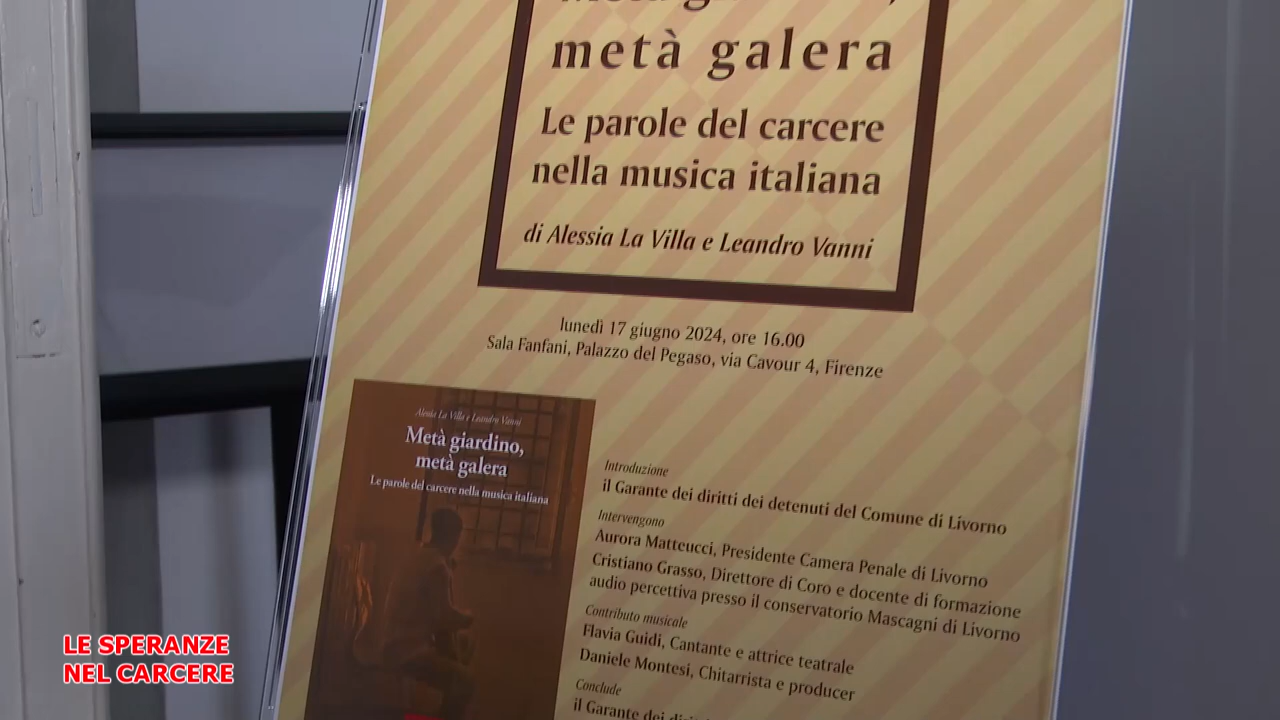 metà galera
Le parole del carcere
nella musica italiana
di Alessia La Villa e Leandro Vanni
lunedì 17 giugno 2024, ore 16.00
Sala Fanfani, Palazzo del Pegaso, via Cavour 4, Firenze
Alessia La Villa e Leandro Vanni
Metà giardino,
metà galera
Le parole del carcere nella musica italiana
Introduzione
il Garante dei diritti dei detenuti del Comune di Livorno
Intervengono
Aurora Matteucci, Presidente Camera Penale di Livorno
Cristiano Grasso, Direttore di Coro e docente di formazione
audio percettiva presso il conservatorio Mascagni di Livorno
Contributo musicale
Flavia Guidi, Cantante e attrice teatrale
Daniele Montesi, Chitarrista e producer
Conclude
il Garante dei
LE SPERANZE
NEL CARCERE